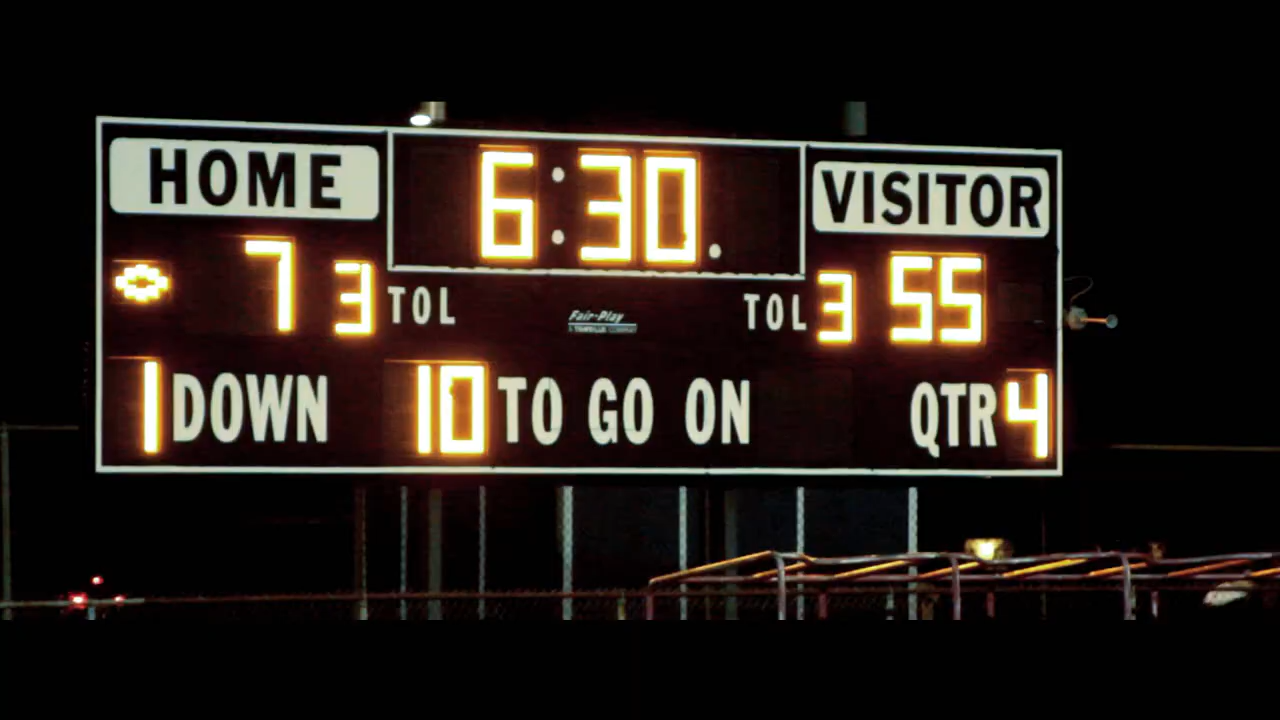 HOME 6:30. VISITOR
7 3 TOL Fair-Play TOL 3 55
1 DOWN 10 TO GO ON QTR 4